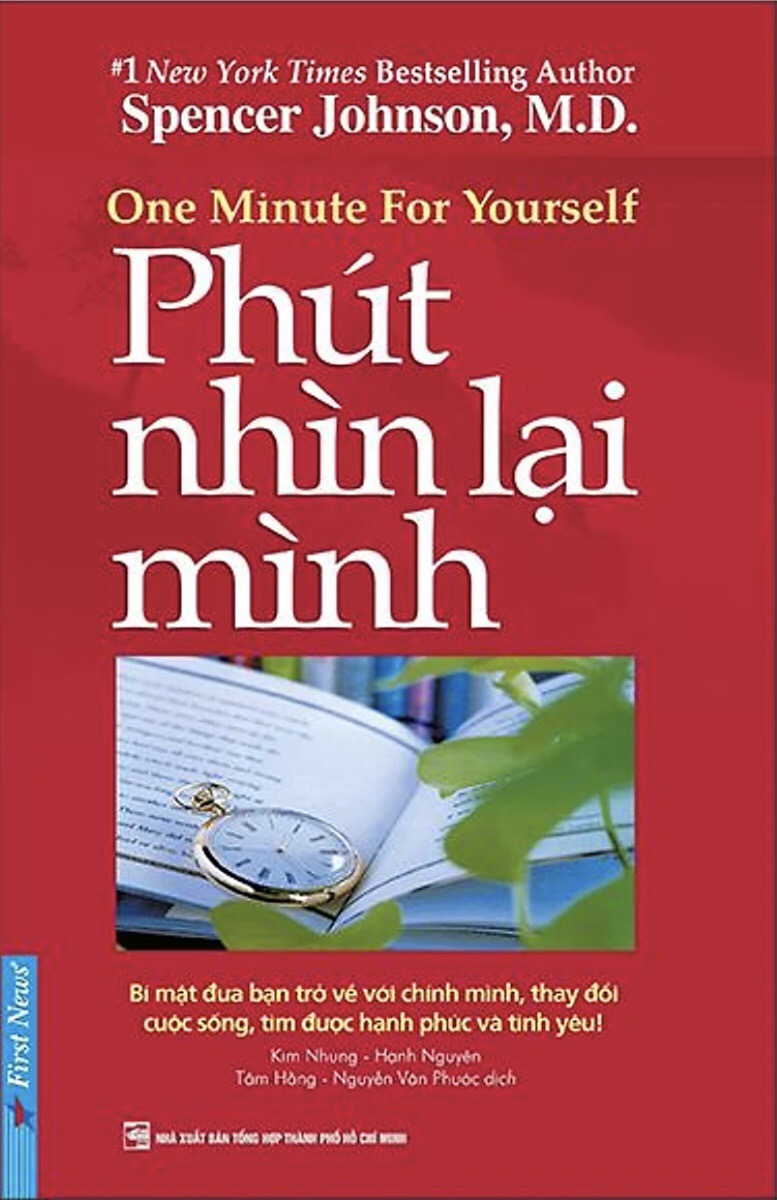 #1 New York Times Bestselling Author
Spencer Johnson, M.D.
One Minute For Yourself
Phút
nhìn lại
mình
Bí mật đưa bạn trở về với chính mình, thay đổi
cuộc sống, tìm được hạnh phúc và tình yêu!
Kim Nhung - Hạnh Nguyên
Tâm Hằng - Nguyễn Văn Phước dịch
First News®
NHÀ XUẤT BẢN TỔNG HỢP THÀNH PHỐ HỒ CHÍ MINH